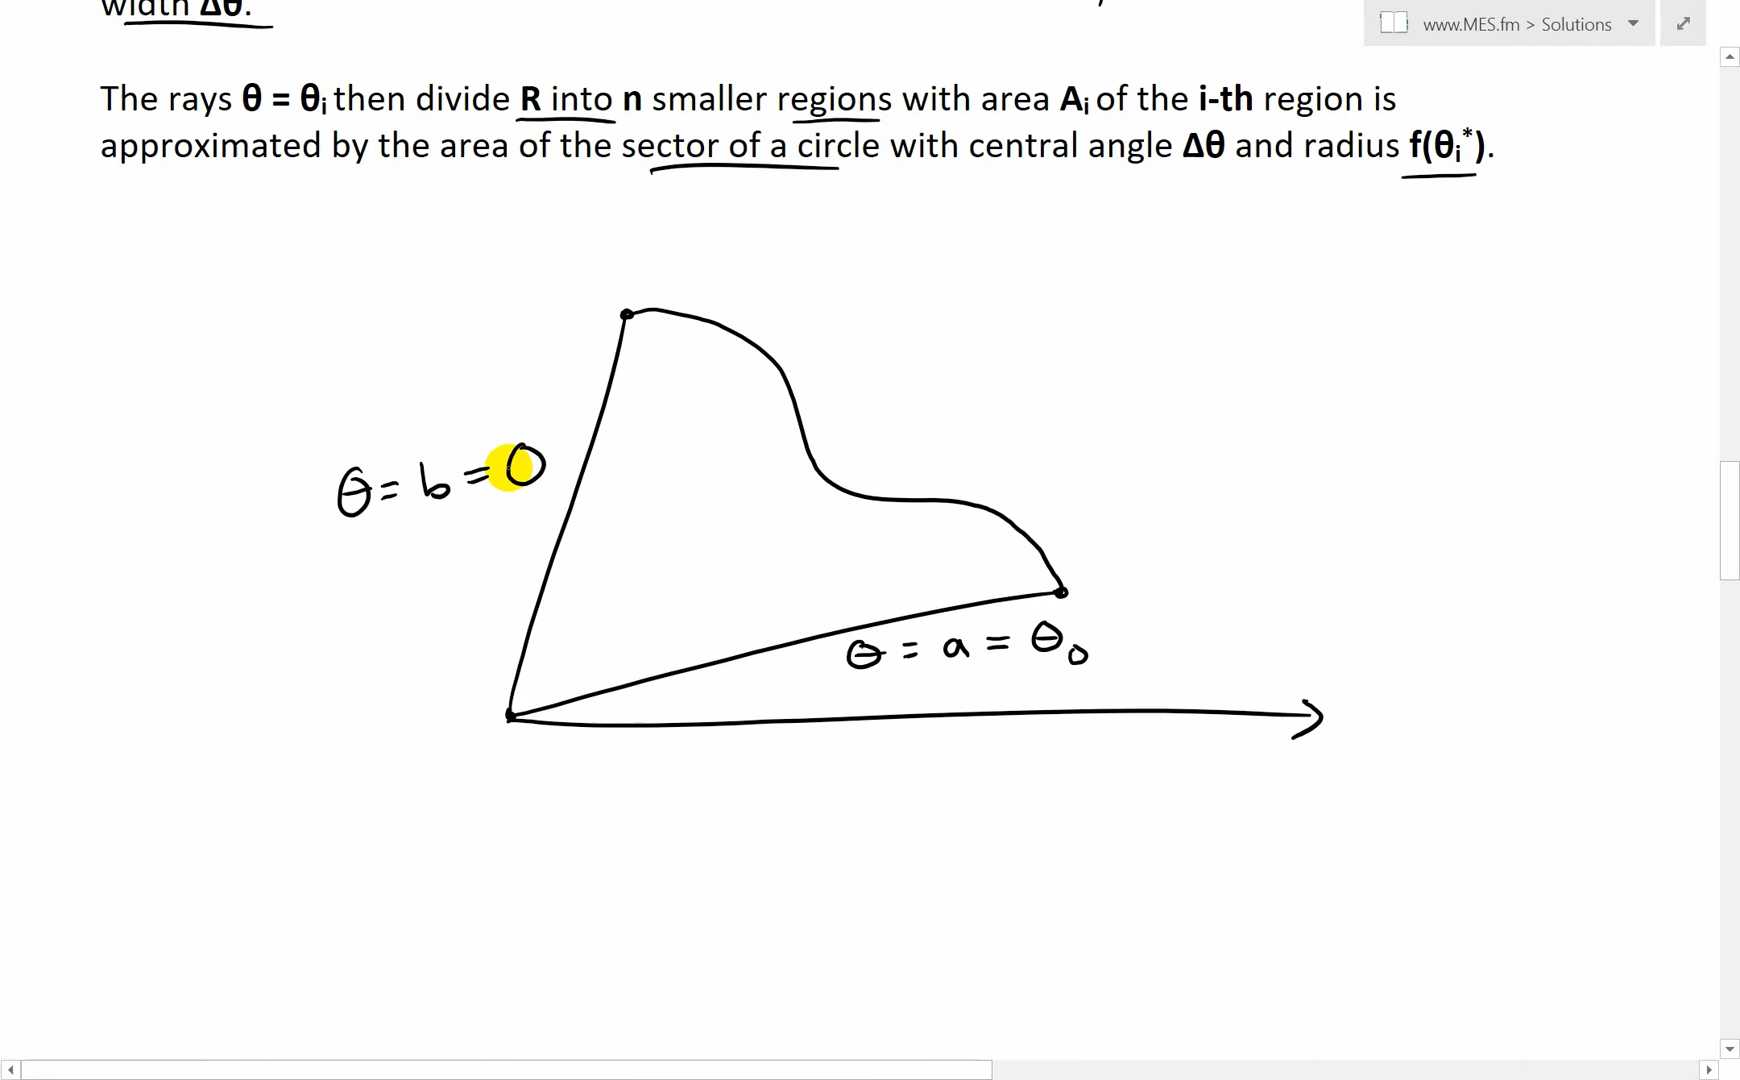 width Δθ.
www.MES.fm > Solutions
The rays θ = θᵢ then divide R into n smaller regions with area Aᵢ of the i-th region is
approximated by the area of the sector of a circle with central angle Δθ and radius f(θᵢ*).
θ = b = O
θ = a = θ₀